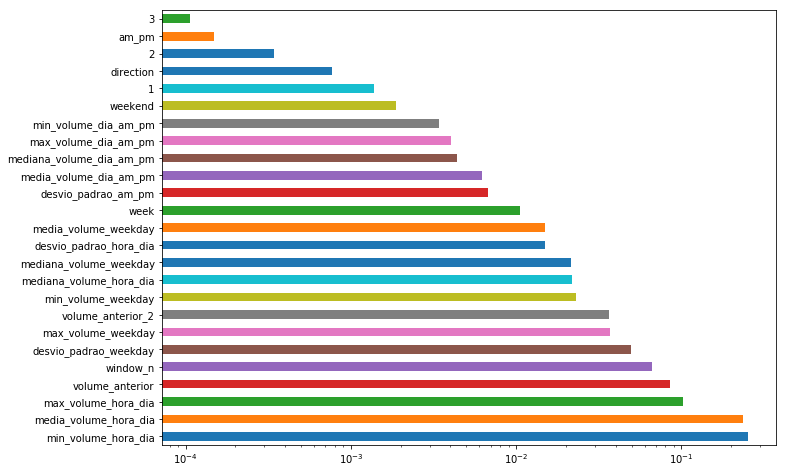 3
am_pm
2
direction
1
weekend
min_volume_dia_am_pm
max_volume_dia_am_pm
mediana_volume_dia_am_pm
media_volume_dia_am_pm
desvio_padrao_am_pm
week
media_volume_weekday
desvio_padrao_hora_dia
mediana_volume_weekday
mediana_volume_hora_dia
min_volume_weekday
volume_anterior_2
max_volume_weekday
desvio_padrao_weekday
window_n
volume_anterior
max_volume_hora_dia
media_volume_hora_dia
min_volume_hora_dia
10⁻⁴ 10⁻³ 10⁻² 10⁻¹